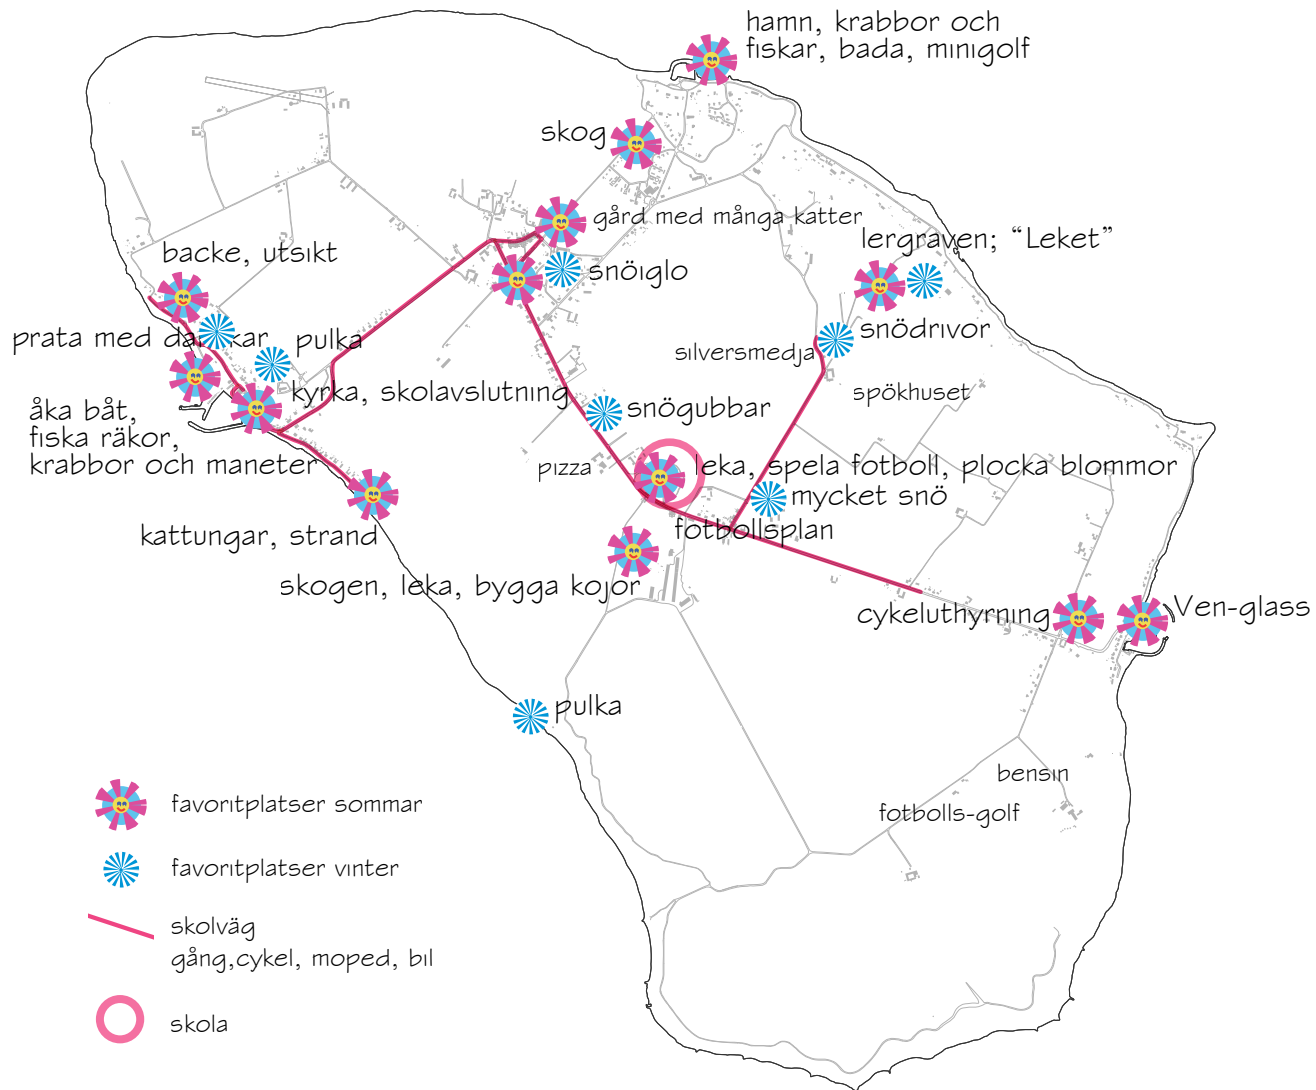 hamn, krabbor och
fiskar, bada, minigolf
skog
gård med många katter
lergraven; “Leket”
backe, utsikt
snöiglo
prata med
pulka
snödrivor
silversmedja
kyrka, skolavslutning
spökhuset
åka båt,
fiska räkor,
krabbor och maneter
snögubbar
pizza
leka, spela fotboll, plocka blommor
mycket snö
kattungar, strand
fotbollsplan
skogen, leka, bygga kojor
cykeluthyrning
Ven-glass
pulka
bensin
fotbolls-golf
favoritplatser sommar
favoritplatser vinter
skolväg
gång,cykel, moped, bil
skola